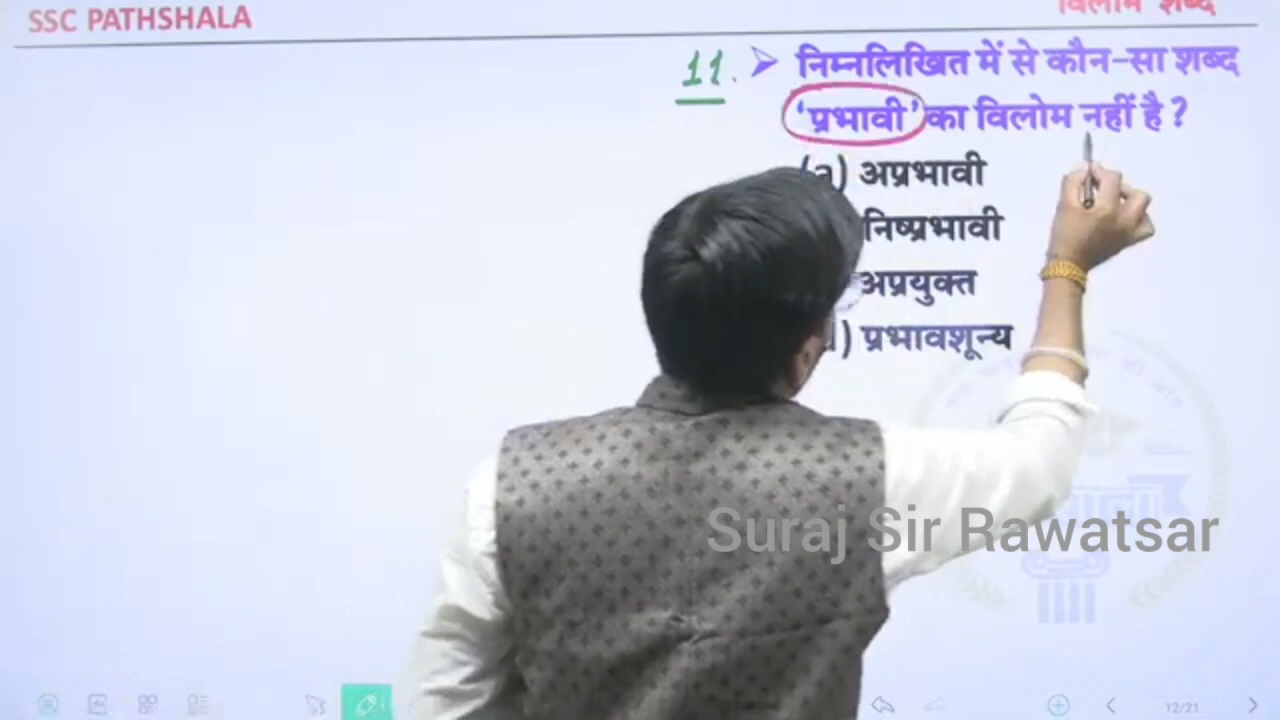 SSC PATHSHALA
विलोम शब्द
11. ➢ निम्नलिखित में से कौन-सा शब्द
‘प्रभावी’ का विलोम नहीं है ?
(a) अप्रभावी
निष्प्रभावी
अप्रयुक्त
d) प्रभावशून्य
Suraj Sir Rawatsar
12/21